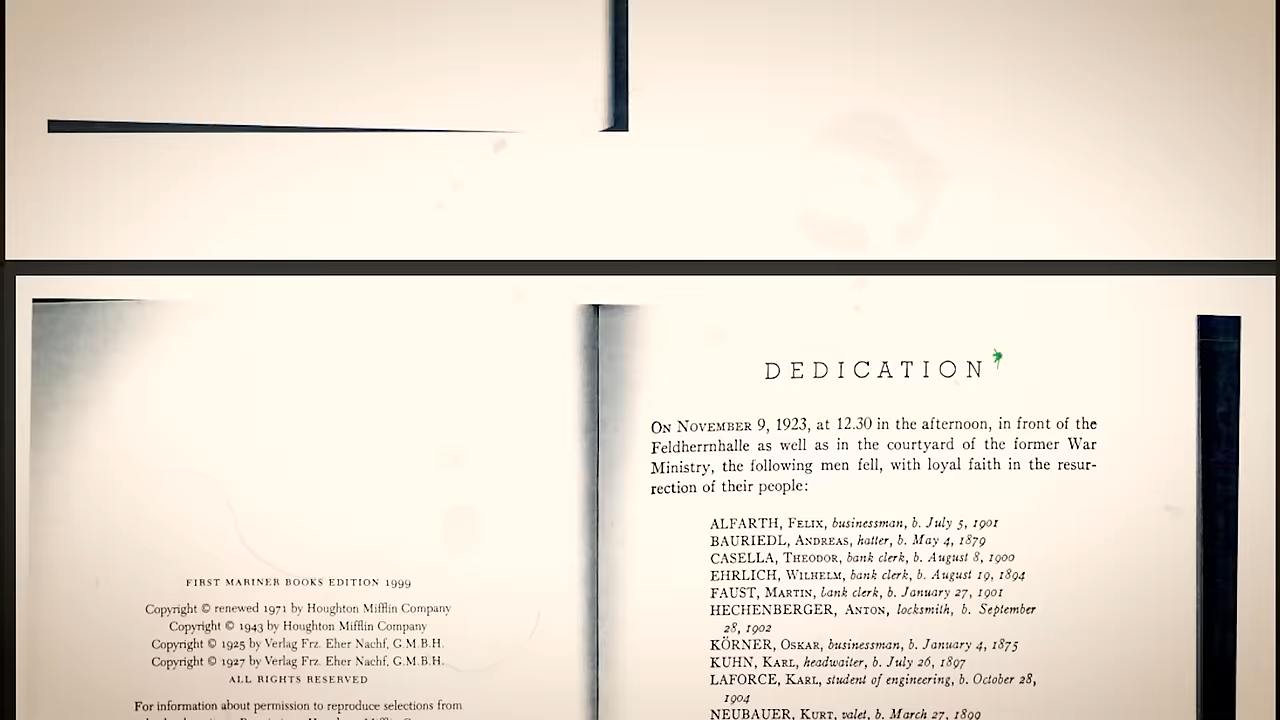 FIRST MARINER BOOKS EDITION 1999
Copyright © renewed 1971 by Houghton Mifflin Company
Copyright © 1943 by Houghton Mifflin Company
Copyright © 1925 by Verlag Frz. Eher Nachf, G.M.B.H.
Copyright © 1927 by Verlag Frz. Eher Nachf, G.M.B.H.
ALL RIGHTS RESERVED
For information about permission to reproduce selections from
DEDICATION
ON NOVEMBER 9, 1923, at 12.30 in the afternoon, in front of the
Feldherrnhalle as well as in the courtyard of the former War
Ministry, the following men fell, with loyal faith in the resur-
rection of their people:
ALFARTH, FELIX, businessman, b. July 5, 1901
BAURIEDL, ANDREAS, hatter, b. May 4, 1879
CASELLA, THEODOR, bank clerk, b. August 8, 1900
EHRLICH, WILHELM, bank clerk, b. August 19, 1894
FAUST, MARTIN, bank clerk, b. January 27, 1901
HECHENBERGER, ANTON, locksmith, b. September
28, 1902
KÖRNER, OSKAR, businessman, b. January 4, 1875
KUHN, KARL, headwaiter, b. July 26, 1897
LAFORCE, KARL, student of engineering, b. October 28,
1904
NEUBAUER, KURT, valet, b. March 27, 1899